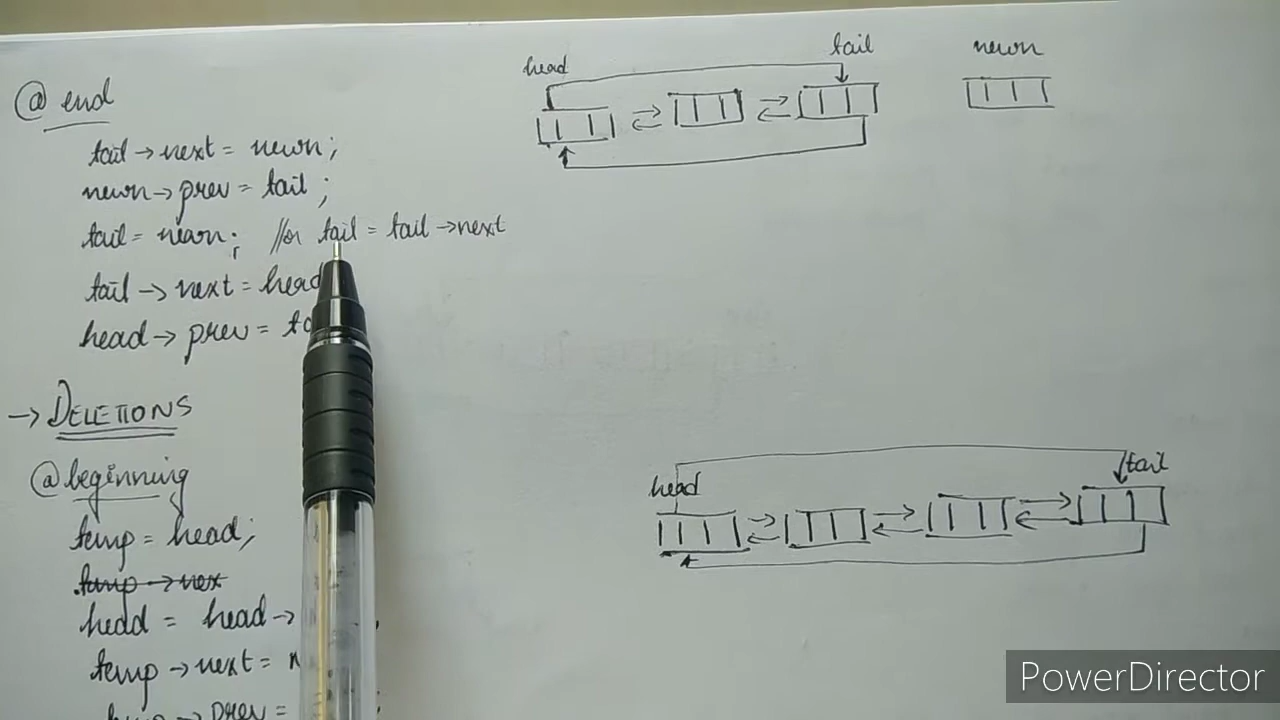 @ end
tail → next = newn;
newn → prev = tail;
tail = newn; //or tail = tail → next
tail → next = head
head → prev =
→ DELETIONS
@ beginning
temp = head;
temp → nex
head = head →
temp → next =
→ prev =
head
tail
newn
head
tail
PowerDirector